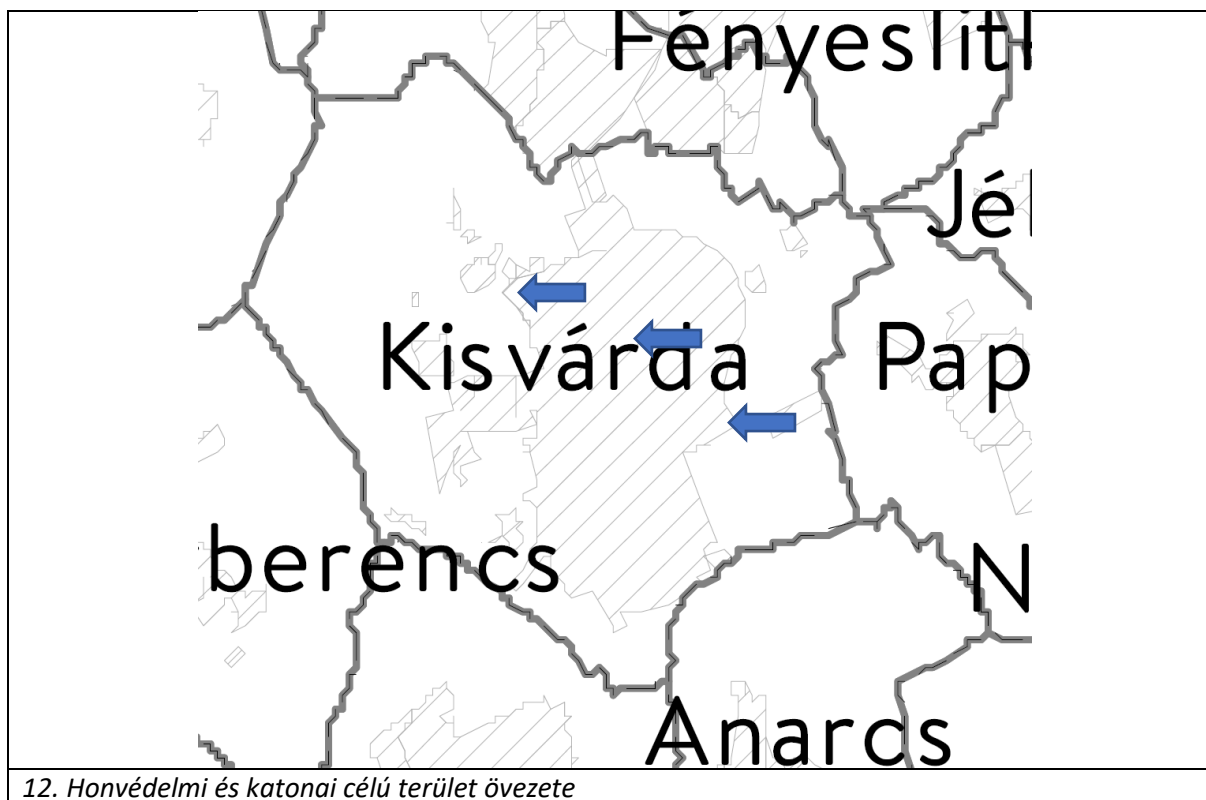 Fényeslit
Jé
Kisvárda
Pap
berencs
N
Anarcs
12. Honvédelmi és katonai célú terület övezete